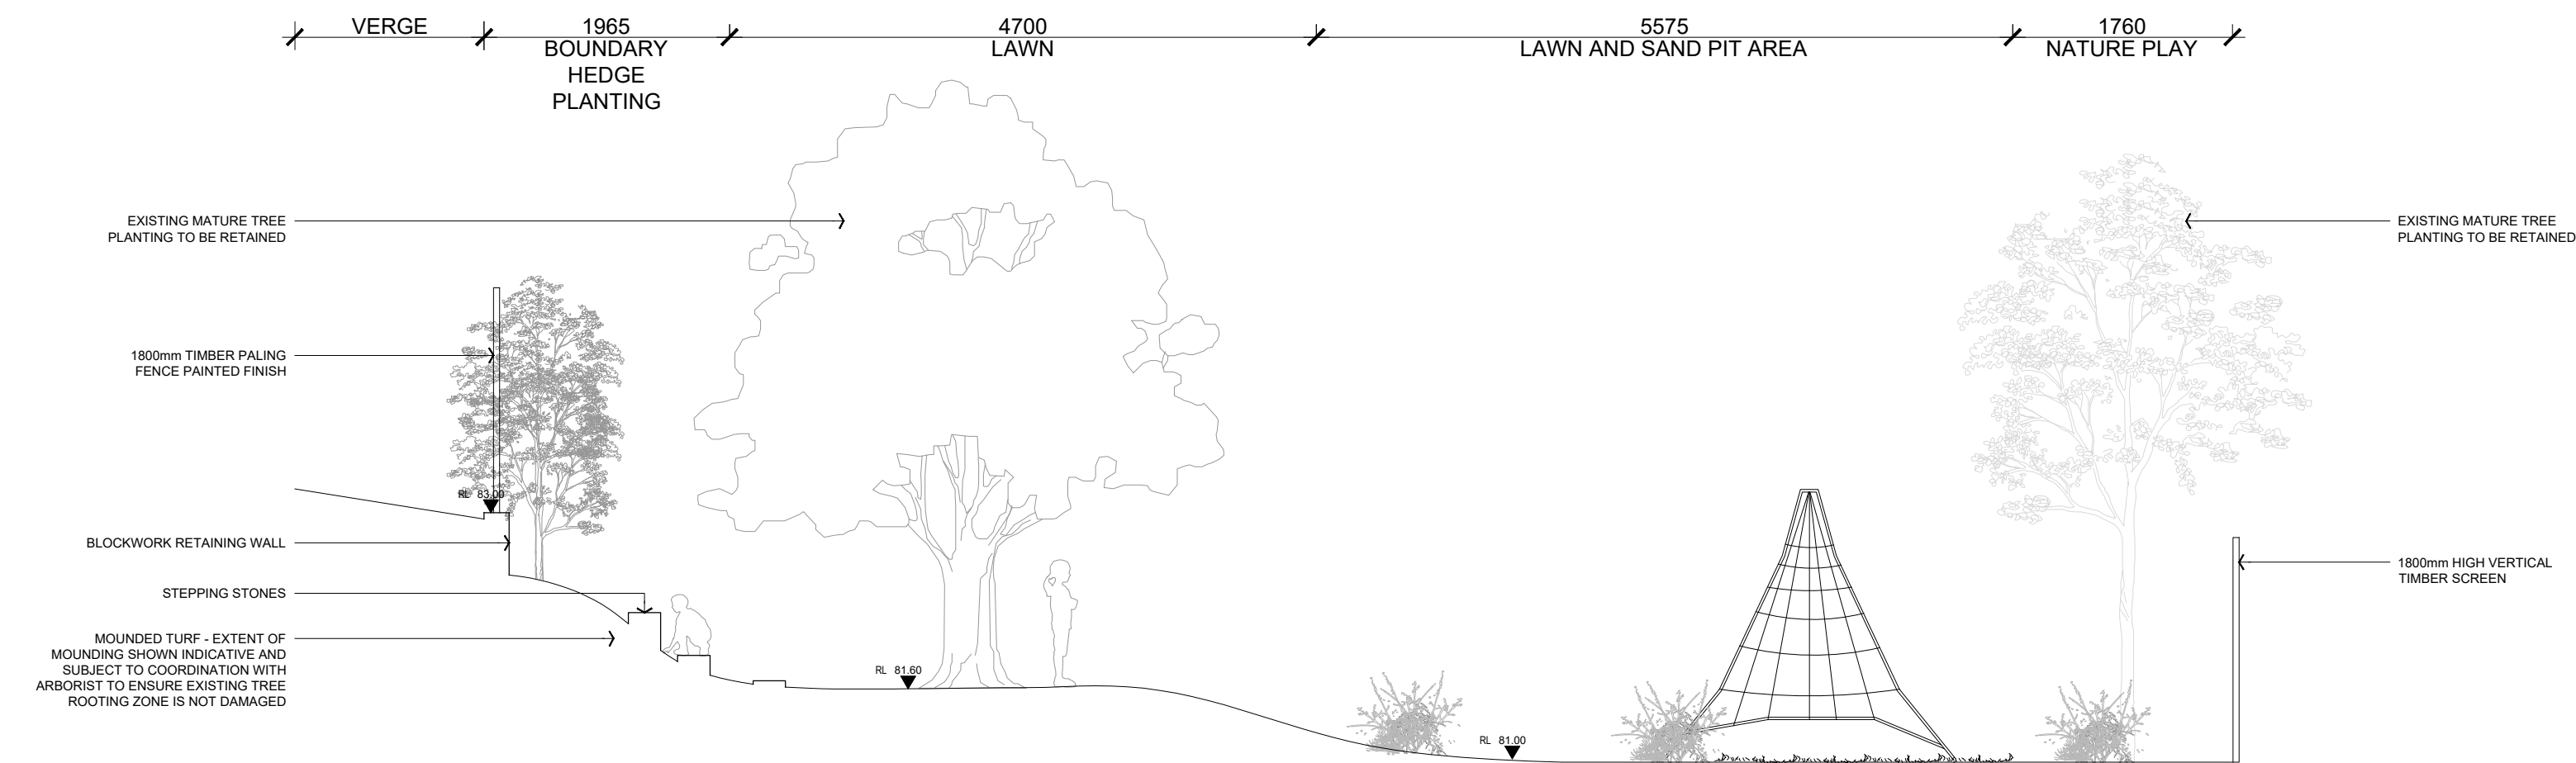 VERGE
1965
BOUNDARY
HEDGE
PLANTING
4700
LAWN
5575
LAWN AND SAND PIT AREA
1760
NATURE PLAY
EXISTING MATURE TREE
PLANTING TO BE RETAINED
1800mm TIMBER PALING
FENCE PAINTED FINISH
RL 83.00
BLOCKWORK RETAINING WALL
STEPPING STONES
MOUNDED TURF - EXTENT OF
MOUNDING SHOWN INDICATIVE AND
SUBJECT TO COORDINATION WITH
ARBORIST TO ENSURE EXISTING TREE
ROOTING ZONE IS NOT DAMAGED
RL 81.60
RL 81.00
EXISTING MATURE TREE
PLANTING TO BE RETAINED
1800mm HIGH VERTICAL
TIMBER SCREEN